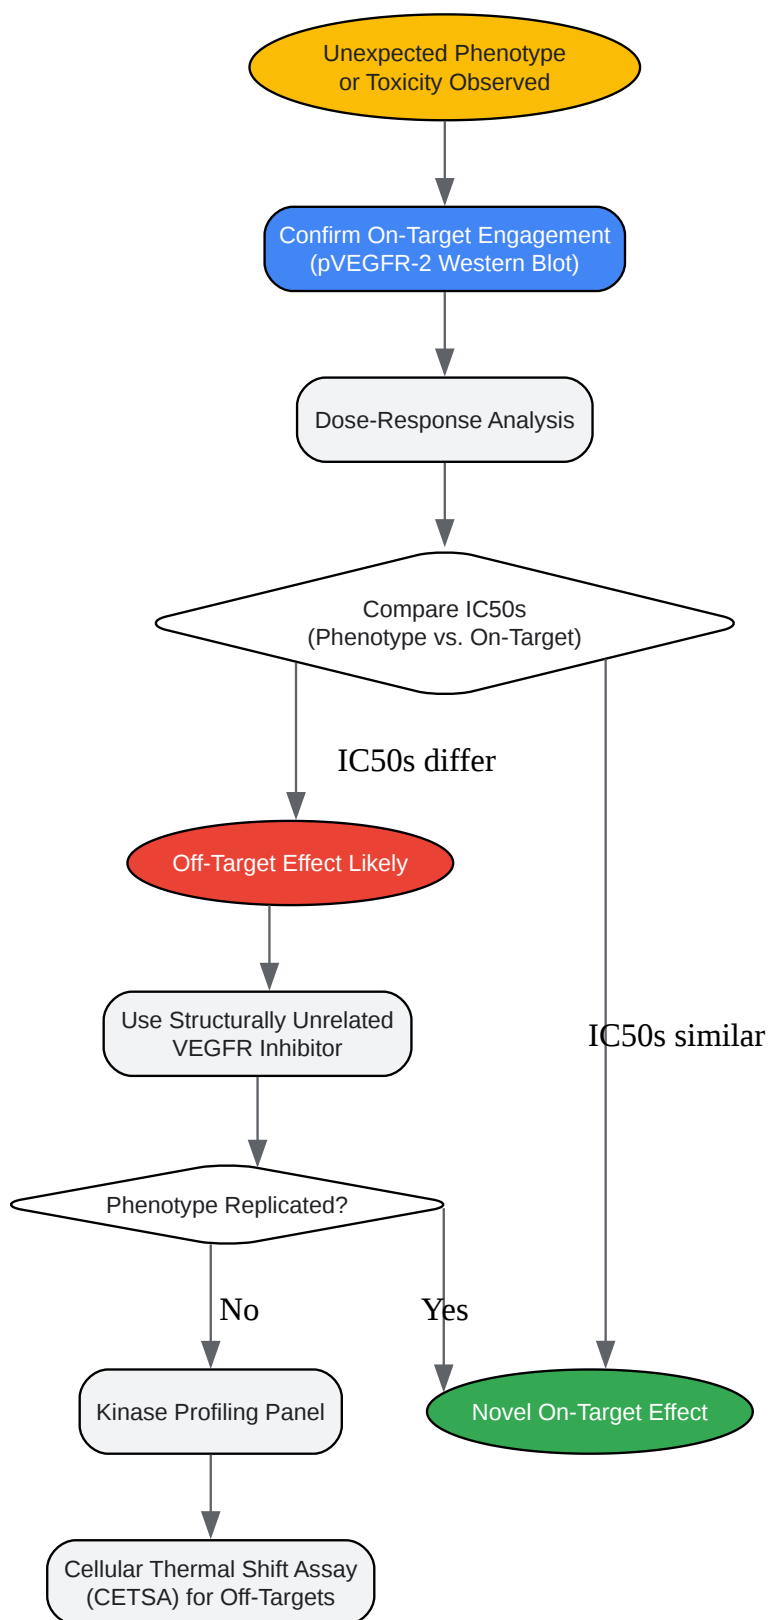 Unexpected Phenotype
or Toxicity Observed
Confirm On-Target Engagement
(pVEGFR-2 Western Blot)
Dose-Response Analysis
Compare IC50s
(Phenotype vs. On-Target)
IC50s differ
Off-Target Effect Likely
Use Structurally Unrelated
VEGFR Inhibitor
IC50s similar
Phenotype Replicated?
No
Yes
Kinase Profiling Panel
Novel On-Target Effect
Cellular Thermal Shift Assay
(CETSA) for Off-Targets